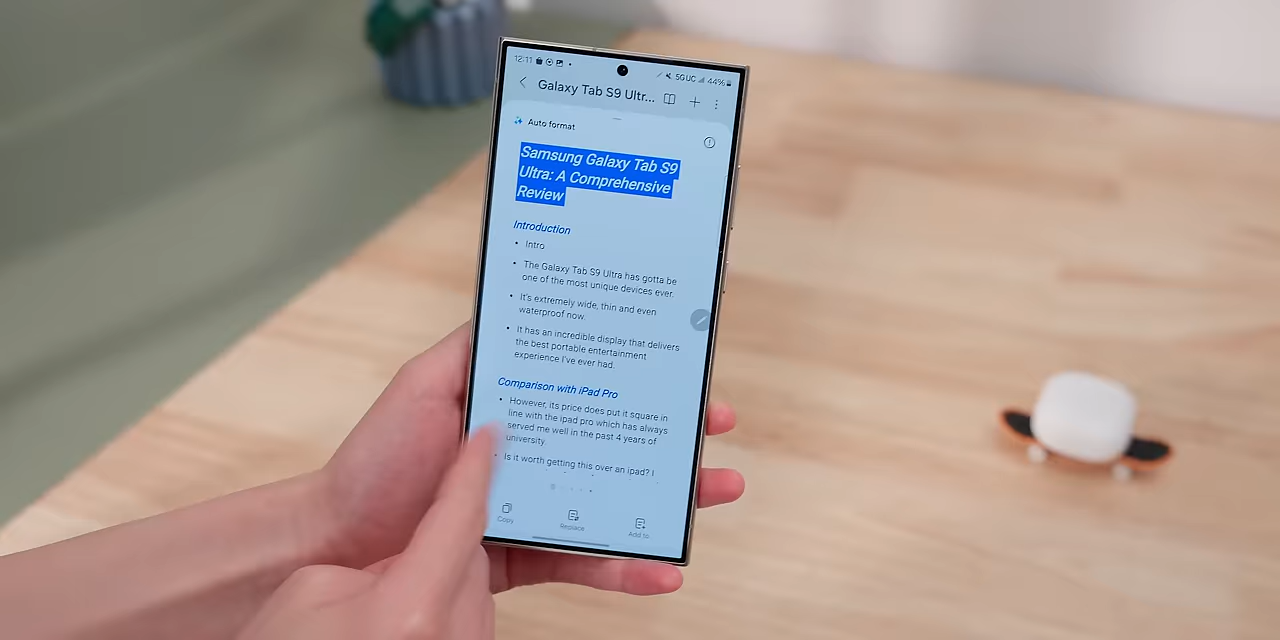 12:11 5G UC 44%
Galaxy Tab S9 Ultr...
Auto format
Samsung Galaxy Tab S9
Ultra: A Comprehensive
Review
Introduction
• Intro
• The Galaxy Tab S9 Ultra has gotta be
one of the most unique devices ever.
• It's extremely wide, thin and even
waterproof now.
• It has an incredible display that delivers
the best portable entertainment
experience I've ever had.
Comparison with iPad Pro
• However, its price does put it square in
line with the ipad pro which has always
served me well in the past 4 years of
university.
• Is it worth getting this over an ipad? I
Copy Replace Add to